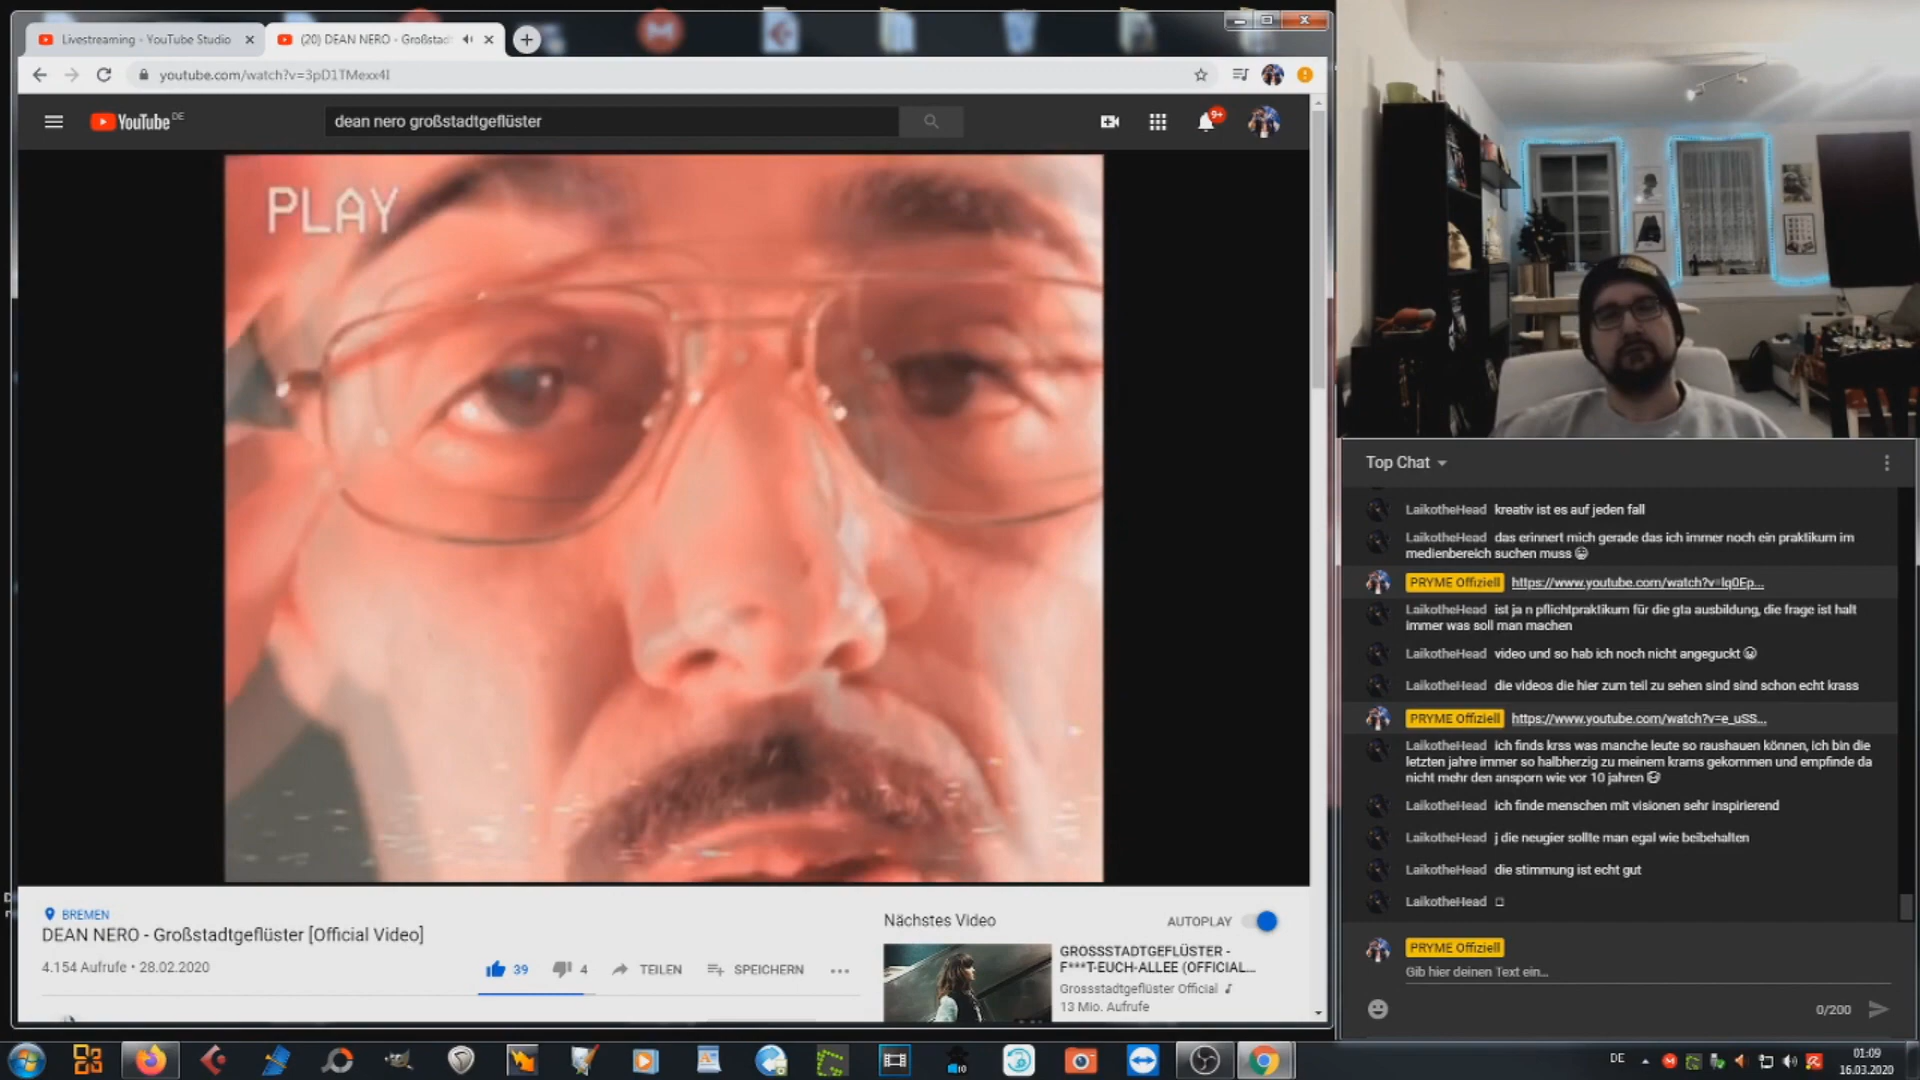 Livestreaming - YouTube Studio
(20) DEAN NERO - Großstad
youtube.com/watch?v=3pD1TMexx4I
YouTube DE
dean nero großstadtgeflüster
9+
PLAY
BREMEN
DEAN NERO - Großstadtgeflüster [Official Video]
4.154 Aufrufe • 28.02.2020
39
4
TEILEN
SPEICHERN
Nächstes Video
AUTOPLAY
GROSSSTADTGEFLÜSTER -
F***T-EUCH-ALLEE (OFFICIAL...
Grossstadtgeflüster Official
13 Mio. Aufrufe
Top Chat
LaikotheHead kreativ ist es auf jeden fall
LaikotheHead das erinnert mich gerade das ich immer noch ein praktikum im
medienbereich suchen muss
PRYME Offiziell https://www.youtube.com/watch?v=lq0Ep...
LaikotheHead ist ja n pflichtpraktikum für die gta ausbildung, die frage ist halt
immer was soll man machen
LaikotheHead video und so hab ich noch nicht angeguckt
LaikotheHead die videos die hier zum teil zu sehen sind sind schon echt krass
PRYME Offiziell https://www.youtube.com/watch?v=e_uSS...
LaikotheHead ich finds krss was manche leute so raushauen können, ich bin die
letzten jahre immer so halbherzig zu meinem krams gekommen und empfinde da
nicht mehr den ansporn wie vor 10 jahren
LaikotheHead ich finde menschen mit visionen sehr inspirierend
LaikotheHead j die neugier sollte man egal wie beibehalten
LaikotheHead die stimmung ist echt gut
LaikotheHead
PRYME Offiziell
Gib hier deinen Text ein...
0/200
DE
01:09
16.03.2020